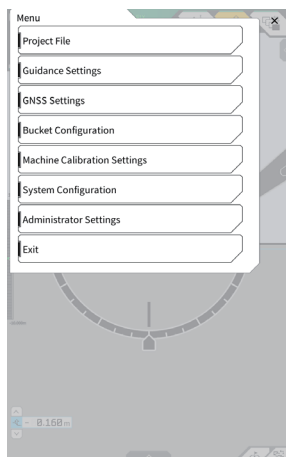 Menu
Project File
Guidance Settings
GNSS Settings
Bucket Configuration
Machine Calibration Settings
System Configuration
Administrator Settings
Exit
- 0.160 m